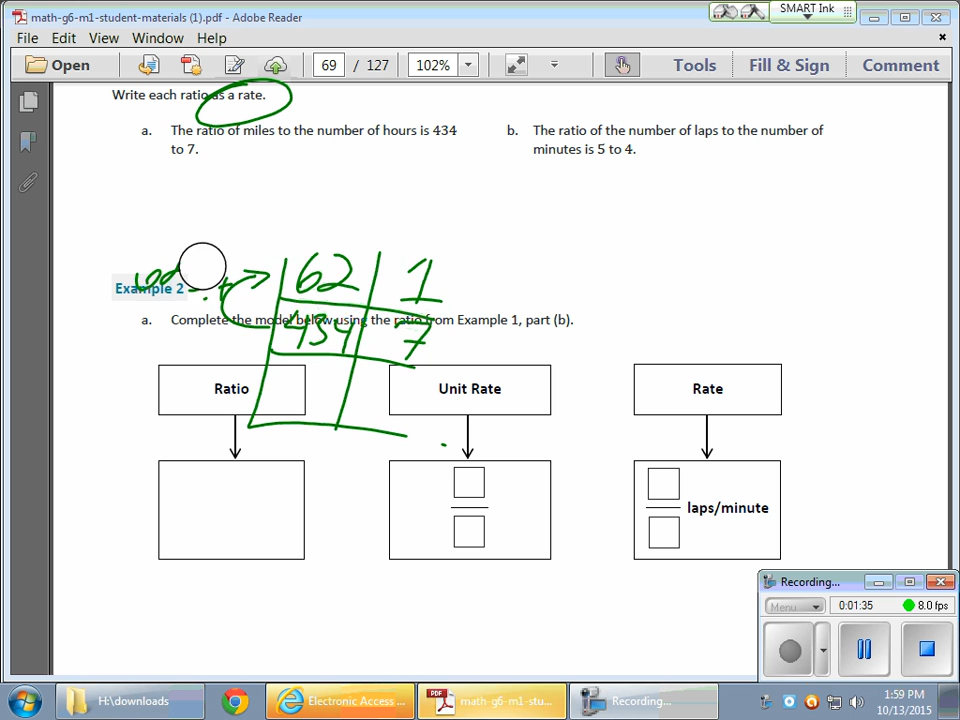 math-g6-m1-student-materials (1).pdf - Adobe Reader
SMART Ink
File Edit View Window Help
Open 69 / 127 102% Tools Fill & Sign Comment
Write each ratio as a rate.
a. The ratio of miles to the number of hours is 434
to 7.
b. The ratio of the number of laps to the number of
minutes is 5 to 4.
62 1
434 7
Example 2
a. Complete the model below using the ratio from Example 1, part (b).
Ratio Unit Rate Rate
laps/minute
Recording...
Menu 0:01:35 8.0 fps
H:\downloads
Electronic Access ...
PDF
math-g6-m1-stu...
Recording...
1:59 PM
10/13/2015